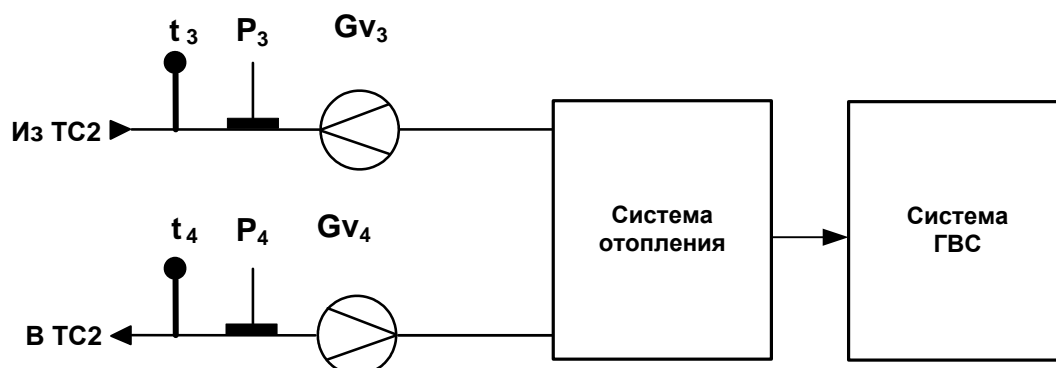 t 3 P3 Gv3
Из ТС2
t 4 P4 Gv4
В ТС2
Система
отопления
Система
ГВС